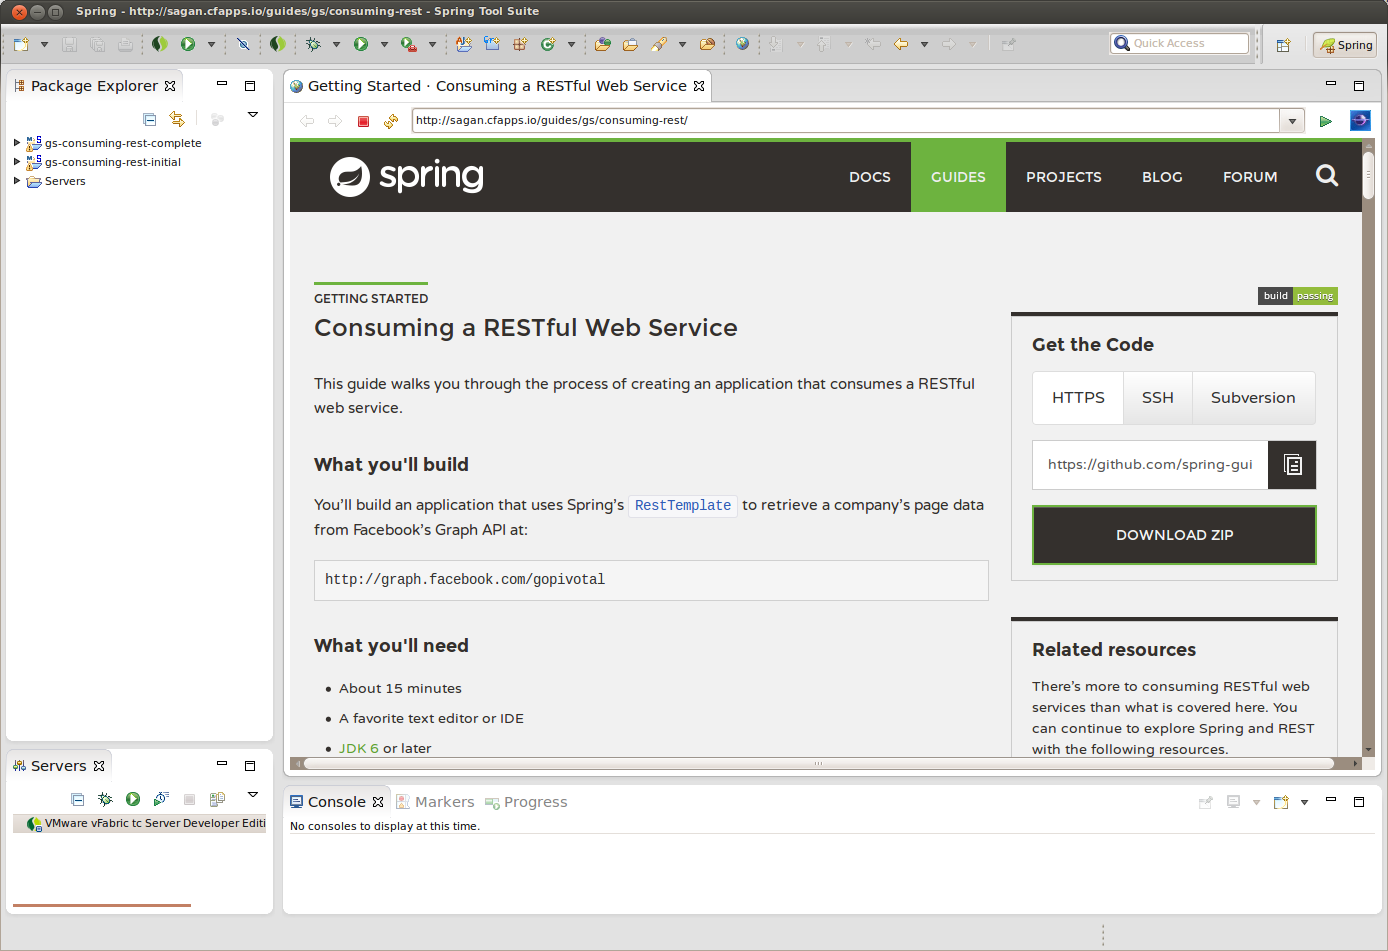 Spring - http://sagan.cfapps.io/guides/gs/consuming-rest - Spring Tool Suite
Quick Access
Spring
Package Explorer
gs-consuming-rest-complete
gs-consuming-rest-initial
Servers
Getting Started · Consuming a RESTful Web Service
http://sagan.cfapps.io/guides/gs/consuming-rest/
spring
DOCS
GUIDES
PROJECTS
BLOG
FORUM
GETTING STARTED
Consuming a RESTful Web Service
This guide walks you through the process of creating an application that consumes a RESTful
web service.
What you'll build
You’ll build an application that uses Spring’s RestTemplate to retrieve a company’s page data
from Facebook’s Graph API at:
http://graph.facebook.com/gopivotal
What you'll need
• About 15 minutes
• A favorite text editor or IDE
• JDK 6 or later
build passing
Get the Code
HTTPS
SSH
Subversion
https://github.com/spring-gui
DOWNLOAD ZIP
Related resources
There’s more to consuming RESTful web
services than what is covered here. You
can continue to explore Spring and REST
with the following resources.
Servers
VMware vFabric tc Server Developer Editi
Console
Markers
Progress
No consoles to display at this time.